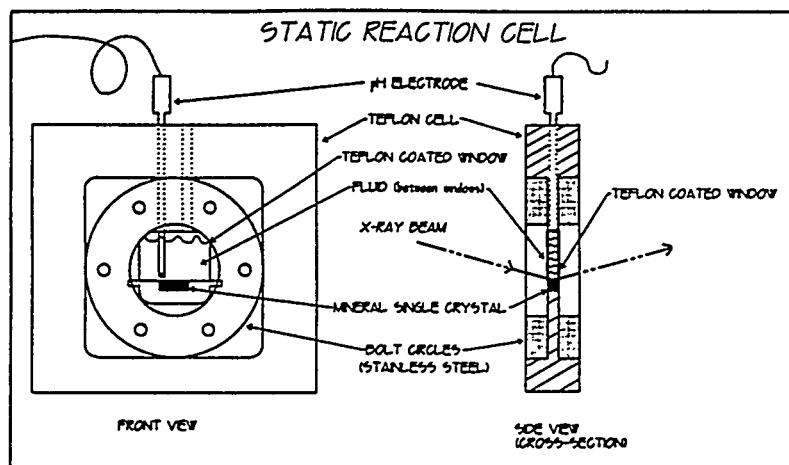 STATIC REACTION CELL
pH ELECTRODE
TEFLON CELL
TEFLON COATED WINDOW
FLUID (between windows)
TEFLON COATED WINDOW
X-RAY BEAM
MINERAL SINGLE CRYSTAL
BOLT CIRCLES
(STAINLESS STEEL)
FRONT VIEW
SIDE VIEW
(CROSS-SECTION)